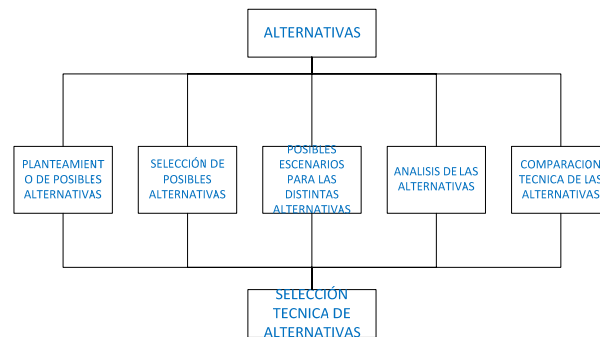 ALTERNATIVAS
PLANTEAMIENT
O DE POSIBLES
ALTERNATIVAS
SELECCIÓN DE
POSIBLES
ALTERNATIVAS
POSIBLES
ESCENARIOS
PARA LAS
DISTINTAS
ALTERNATIVAS
ANALISIS DE LAS
ALTERNATIVAS
COMPARACION
TECNICA DE LAS
ALTERNATIVAS
SELECCIÓN
TECNICA DE
ALTERNATIVAS